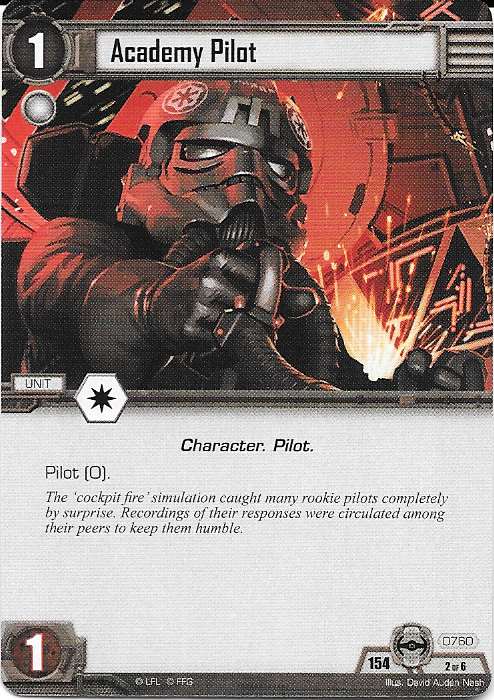 1
Academy Pilot
UNIT
Character. Pilot.
Pilot (0).
The 'cockpit fire' simulation caught many rookie pilots completely
by surprise. Recordings of their responses were circulated among
their peers to keep them humble.
1
154
0760
2 OF 6
© LFL © FFG
Illus. David Auden Nash